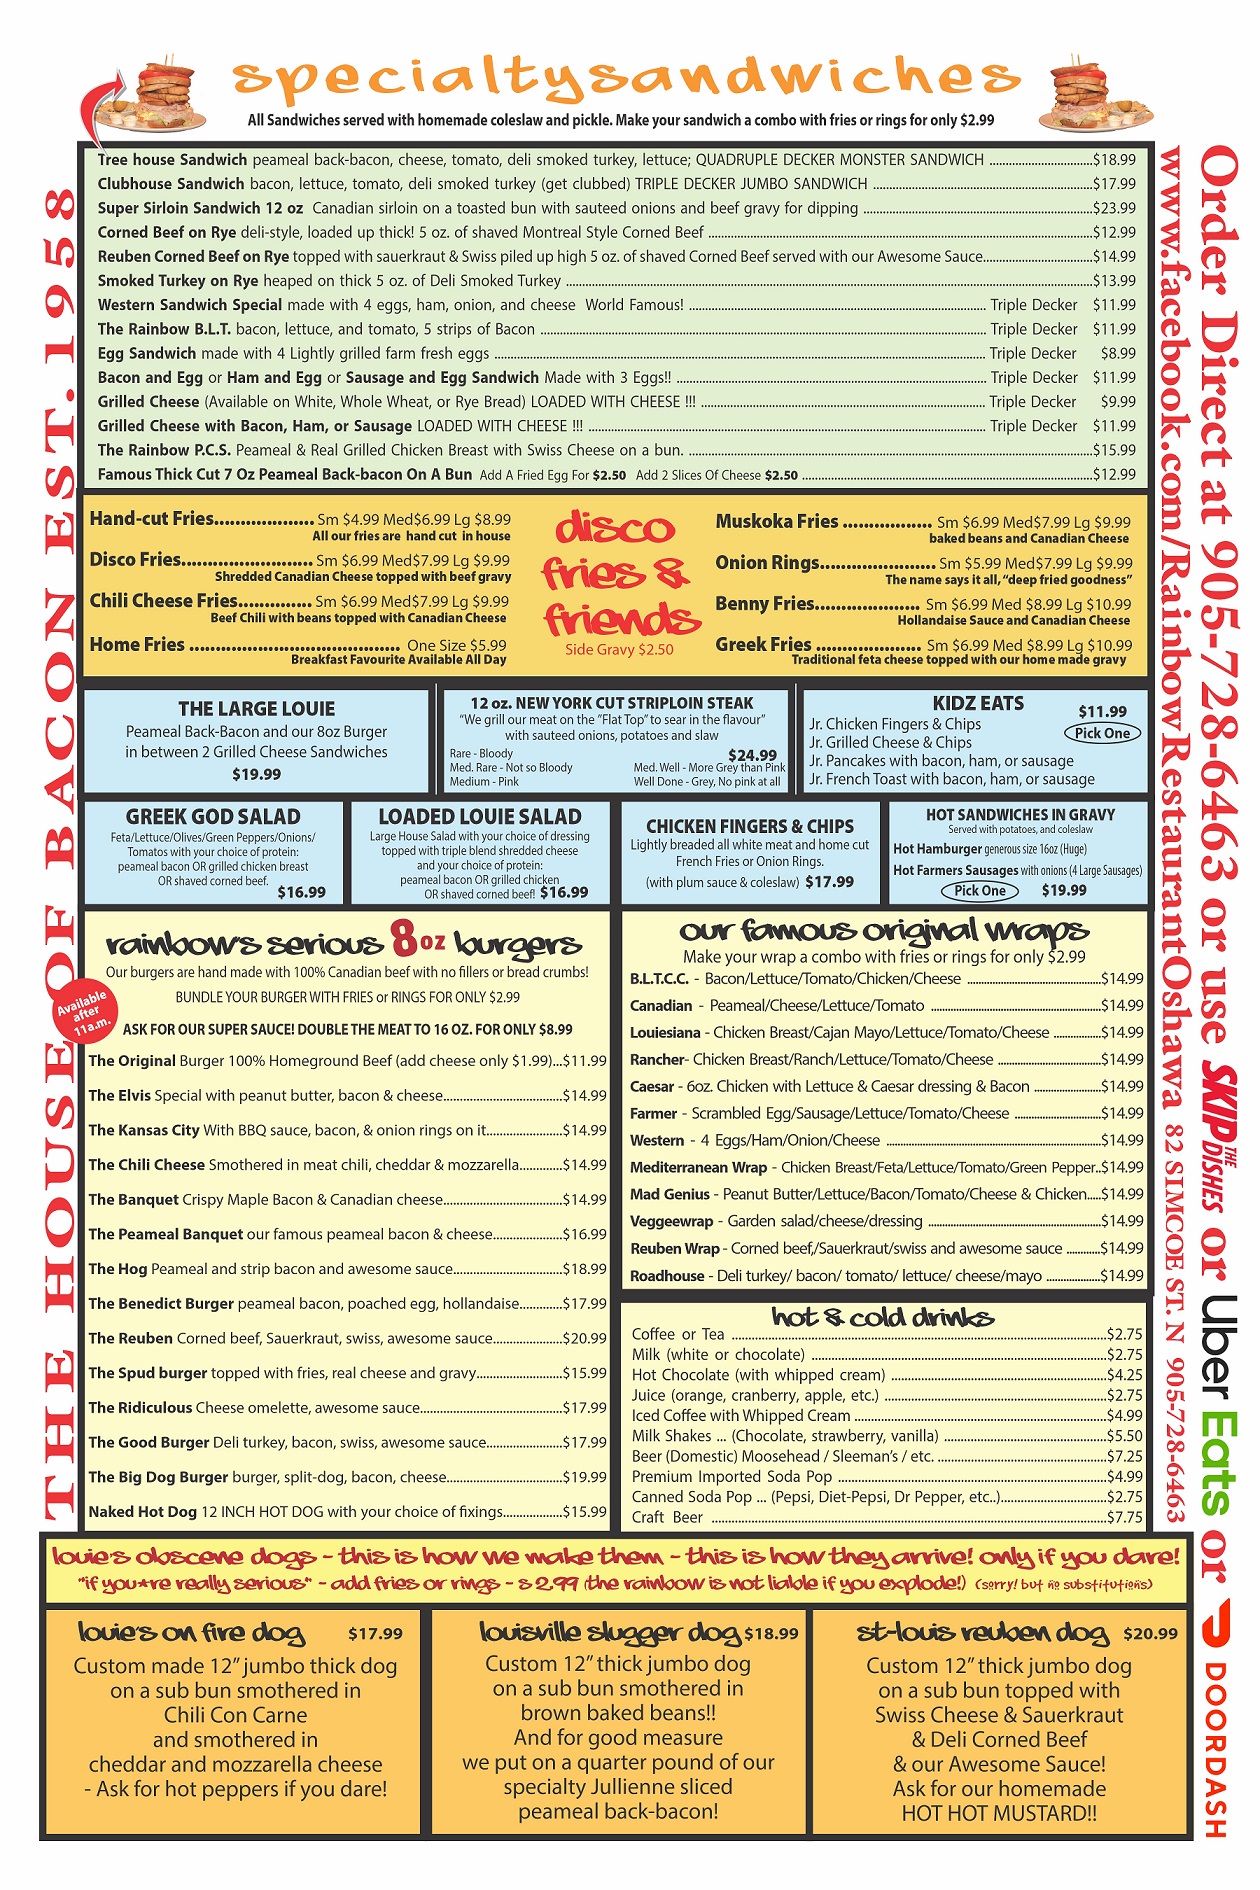 specialtysandwiches
All Sandwiches served with homemade coleslaw and pickle. Make your sandwich a combo with fries or rings for only $2.99
Tree house Sandwich peameal back-bacon, cheese, tomato, deli smoked turkey, lettuce; QUADRUPLE DECKER MONSTER SANDWICH ............................$18.99
Clubhouse Sandwich bacon, lettuce, tomato, deli smoked turkey (get clubbed) TRIPLE DECKER JUMBO SANDWICH ............................$17.99
Super Sirloin Sandwich 12 oz Canadian sirloin on a toasted bun with sauteed onions and beef gravy for dipping ............................$23.99
Corned Beef on Rye deli-style, loaded up thick! 5 oz. of shaved Montreal Style Corned Beef ............................$12.99
Reuben Corned Beef on Rye topped with sauerkraut & Swiss piled up high 5 oz. of shaved Corned Beef served with our Awesome Sauce............................$14.99
Smoked Turkey on Rye heaped on thick 5 oz. of Deli Smoked Turkey ............................$13.99
Western Sandwich Special made with 4 eggs, ham, onion, and cheese World Famous! ............................ Triple Decker $11.99
The Rainbow B.L.T. bacon, lettuce, and tomato, 5 strips of Bacon ............................ Triple Decker $11.99
Egg Sandwich made with 4 Lightly grilled farm fresh eggs ............................ Triple Decker $8.99
Bacon and Egg or Ham and Egg or Sausage and Egg Sandwich Made with 3 Eggs!! ............................ Triple Decker $11.99
Grilled Cheese (Available on White, Whole Wheat, or Rye Bread) LOADED WITH CHEESE !!! ............................ Triple Decker $9.99
Grilled Cheese with Bacon, Ham, or Sausage LOADED WITH CHEESE !!! ............................ Triple Decker $11.99
The Rainbow P.C.S. Peameal & Real Grilled Chicken Breast with Swiss Cheese on a bun. ............................$15.99
Famous Thick Cut 7 Oz Peameal Back-bacon On A Bun Add A Fried Egg For $2.50 Add 2 Slices Of Cheese $2.50 ............................$12.99
Hand-cut Fries................... Sm $4.99 Med$6.99 Lg $8.99
All our fries are hand cut in house
Disco Fries......................... Sm $6.99 Med$7.99 Lg $9.99
Shredded Canadian Cheese topped with beef gravy
Chili Cheese Fries.............. Sm $6.99 Med$7.99 Lg $9.99
Beef Chili with beans topped with Canadian Cheese
Home Fries ........................................ One Size $5.99
Breakfast Favourite Available All Day
disco
fries &
friends
Side Gravy $2.50
Muskoka Fries ................. Sm $6.99 Med$7.99 Lg $9.99
baked beans and Canadian Cheese
Onion Rings...................... Sm $5.99 Med$7.99 Lg $9.99
The name says it all, "deep fried goodness"
Benny Fries.................... Sm $6.99 Med $8.99 Lg $10.99
Hollandaise Sauce and Canadian Cheese
Greek Fries .................... Sm $6.99 Med $8.99 Lg $10.99
Traditional feta cheese topped with our home made gravy
THE LARGE LOUIE
Peameal Back-Bacon and our 8oz Burger
in between 2 Grilled Cheese Sandwiches
$19.99
12 oz. NEW YORK CUT STRIPLOIN STEAK
"We grill our meat on the "Flat Top" to sear in the flavour"
with sauteed onions, potatoes and slaw
$24.99
Rare - Bloody
Med. Rare - Not so Bloody
Medium - Pink
Med. Well - More Grey than Pink
Well Done - Grey, No pink at all
KIDZ EATS
$11.99
Pick One
Jr. Chicken Fingers & Chips
Jr. Grilled Cheese & Chips
Jr. Pancakes with bacon, ham, or sausage
Jr. French Toast with bacon, ham, or sausage
GREEK GOD SALAD
Feta/Lettuce/Olives/Green Peppers/Onions/
Tomatos with your choice of protein:
peameal bacon OR grilled chicken breast
OR shaved corned beef. $16.99
LOADED LOUIE SALAD
Large House Salad with your choice of dressing
topped with triple blend shredded cheese
and your choice of protein:
peameal bacon OR grilled chicken
OR shaved corned beef! $16.99
CHICKEN FINGERS & CHIPS
Lightly breaded all white meat and home cut
French Fries or Onion Rings.
(with plum sauce & coleslaw) $17.99
HOT SANDWICHES IN GRAVY
Served with potatoes, and coleslaw
Hot Hamburger generous size 16oz (Huge)
Hot Farmers Sausages with onions (4 Large Sausages)
Pick One $19.99
rainbow's serious 8oz burgers
Our burgers are hand made with 100% Canadian beef with no fillers or bread crumbs!
BUNDLE YOUR BURGER WITH FRIES or RINGS FOR ONLY $2.99
Available
after
11a.m.
ASK FOR OUR SUPER SAUCE! DOUBLE THE MEAT TO 16 OZ. FOR ONLY $8.99
The Original Burger 100% Homeground Beef (add cheese only $1.99)...$11.99
The Elvis Special with peanut butter, bacon & cheese............................$14.99
The Kansas City With BBQ sauce, bacon, & onion rings on it..................$14.99
The Chili Cheese Smothered in meat chili, cheddar & mozzarella..........$14.99
The Banquet Crispy Maple Bacon & Canadian cheese............................$14.99
The Peameal Banquet our famous peameal bacon & cheese................$16.99
The Hog Peameal and strip bacon and awesome sauce..........................$18.99
The Benedict Burger peameal bacon, poached egg, hollandaise..........$17.99
The Reuben Corned beef, Sauerkraut, swiss, awesome sauce................$20.99
The Spud burger topped with fries, real cheese and gravy....................$15.99
The Ridiculous Cheese omelette, awesome sauce..................................$17.99
The Good Burger Deli turkey, bacon, swiss, awesome sauce..................$17.99
The Big Dog Burger burger, split-dog, bacon, cheese...........................$19.99
Naked Hot Dog 12 INCH HOT DOG with your choice of fixings..............$15.99
our famous original wraps
Make your wrap a combo with fries or rings for only $2.99
B.L.T.C.C. - Bacon/Lettuce/Tomato/Chicken/Cheese ............................$14.99
Canadian - Peameal/Cheese/Lettuce/Tomato ............................$14.99
Louiesiana - Chicken Breast/Cajan Mayo/Lettuce/Tomato/Cheese ................$14.99
Rancher- Chicken Breast/Ranch/Lettuce/Tomato/Cheese ............................$14.99
Caesar - 6oz. Chicken with Lettuce & Caesar dressing & Bacon ....................$14.99
Farmer - Scrambled Egg/Sausage/Lettuce/Tomato/Cheese ..........................$14.99
Western - 4 Eggs/Ham/Onion/Cheese ............................$14.99
Mediterranean Wrap - Chicken Breast/Feta/Lettuce/Tomato/Green Pepper..$14.99
Mad Genius - Peanut Butter/Lettuce/Bacon/Tomato/Cheese & Chicken....$14.99
Veggeewrap - Garden salad/cheese/dressing ............................$14.99
Reuben Wrap - Corned beef,/Sauerkraut/swiss and awesome sauce ..........$14.99
Roadhouse - Deli turkey/ bacon/ tomato/ lettuce/ cheese/mayo .................$14.99
hot & cold drinks
Coffee or Tea ............................$2.75
Milk (white or chocolate) ............................$2.75
Hot Chocolate (with whipped cream) ............................$4.25
Juice (orange, cranberry, apple, etc.) ............................$2.75
Iced Coffee with Whipped Cream ............................$4.99
Milk Shakes ... (Chocolate, strawberry, vanilla) ............................$5.50
Beer (Domestic) Moosehead / Sleeman's / etc. ............................$7.25
Premium Imported Soda Pop ............................$4.99
Canned Soda Pop ... (Pepsi, Diet-Pepsi, Dr Pepper, etc..)............................$2.75
Craft Beer ............................$7.75
louie's obscene dogs - this is how we make them - this is how they arrive! only if you dare!
"if you*re really serious" - add fries or rings - $ 2.99 (the rainbow is not liable if you explode!) (sorry! but no substitutions)
louie's on fire dog $17.99
Custom made 12" jumbo thick dog
on a sub bun smothered in
Chili Con Carne
and smothered in
cheddar and mozzarella cheese
- Ask for hot peppers if you dare!
louisville slugger dog $18.99
Custom 12" thick jumbo dog
on a sub bun smothered in
brown baked beans!!
And for good measure
we put on a quarter pound of our
specialty Jullienne sliced
peameal back-bacon!
st-louis reuben dog $20.99
Custom 12" thick jumbo dog
on a sub bun topped with
Swiss Cheese & Sauerkraut
& Deli Corned Beef
& our Awesome Sauce!
Ask for our homemade
HOT HOT MUSTARD!!
THE HOUSE OF BACON EST. 1958
www.facebook.com/RainbowRestaurantOshawa 82 SIMCOE ST. N 905-728-6463
Order Direct at 905-728-6463 or use SKIP THE DISHES or Uber Eats or DOORDASH